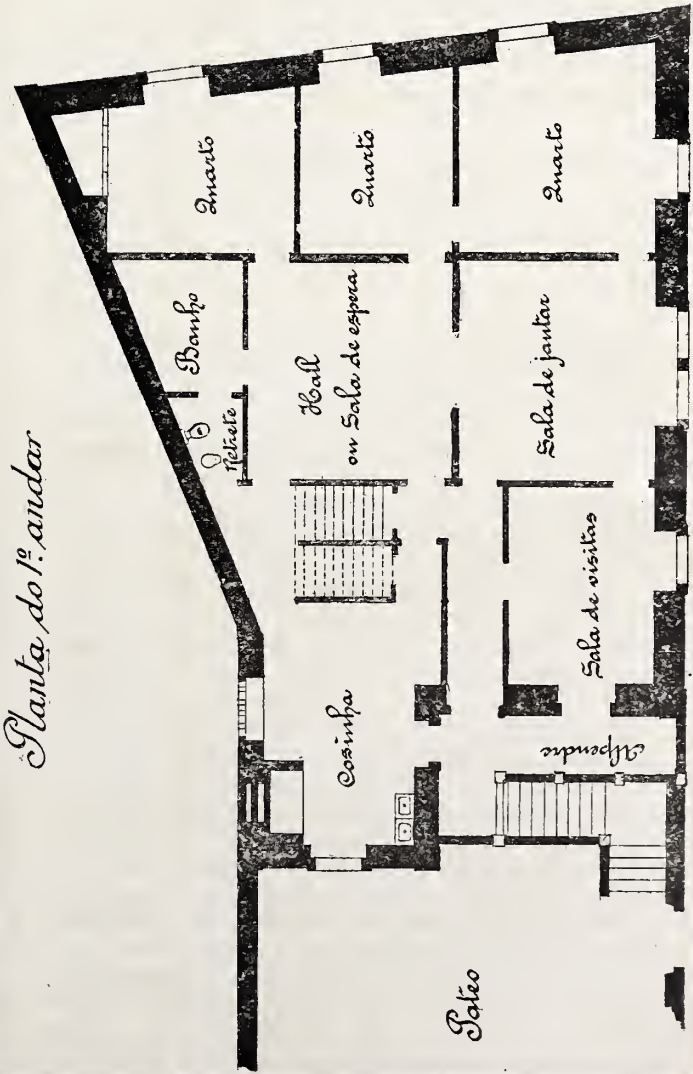 Planta do 1º. andar
Quarto
Quarto
Quarto
Banho
Retrete
Hall
ou Sala de espera
Sala de jantar
Cosinha
Sala de visitas
Alpendre
Pateo